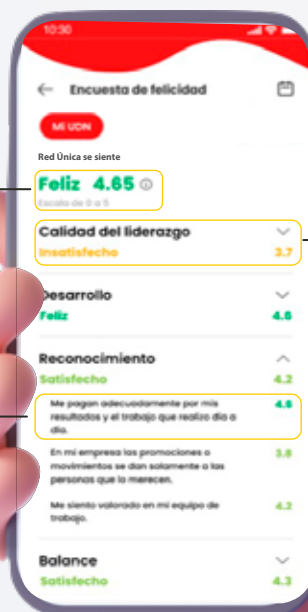 10:30
Encuesta de felicidad
Mi UDN
Red Única se siente
Feliz 4.65
Escala de 0 a 5
Calidad del liderazgo
Insatisfecho 3.7
Desarrollo
Feliz 4.6
Reconocimiento
Satisfecho 4.2
Me pagan adecuadamente por mis 4.6
resultados y el trabajo que realizo día a
día.
En mi empresa las promociones o 3.8
movimientos se dan solamente a las
personas que lo merecen.
Me siento valorado en mi equipo de 4.2
trabajo.
Balance
Satisfecho 4.3